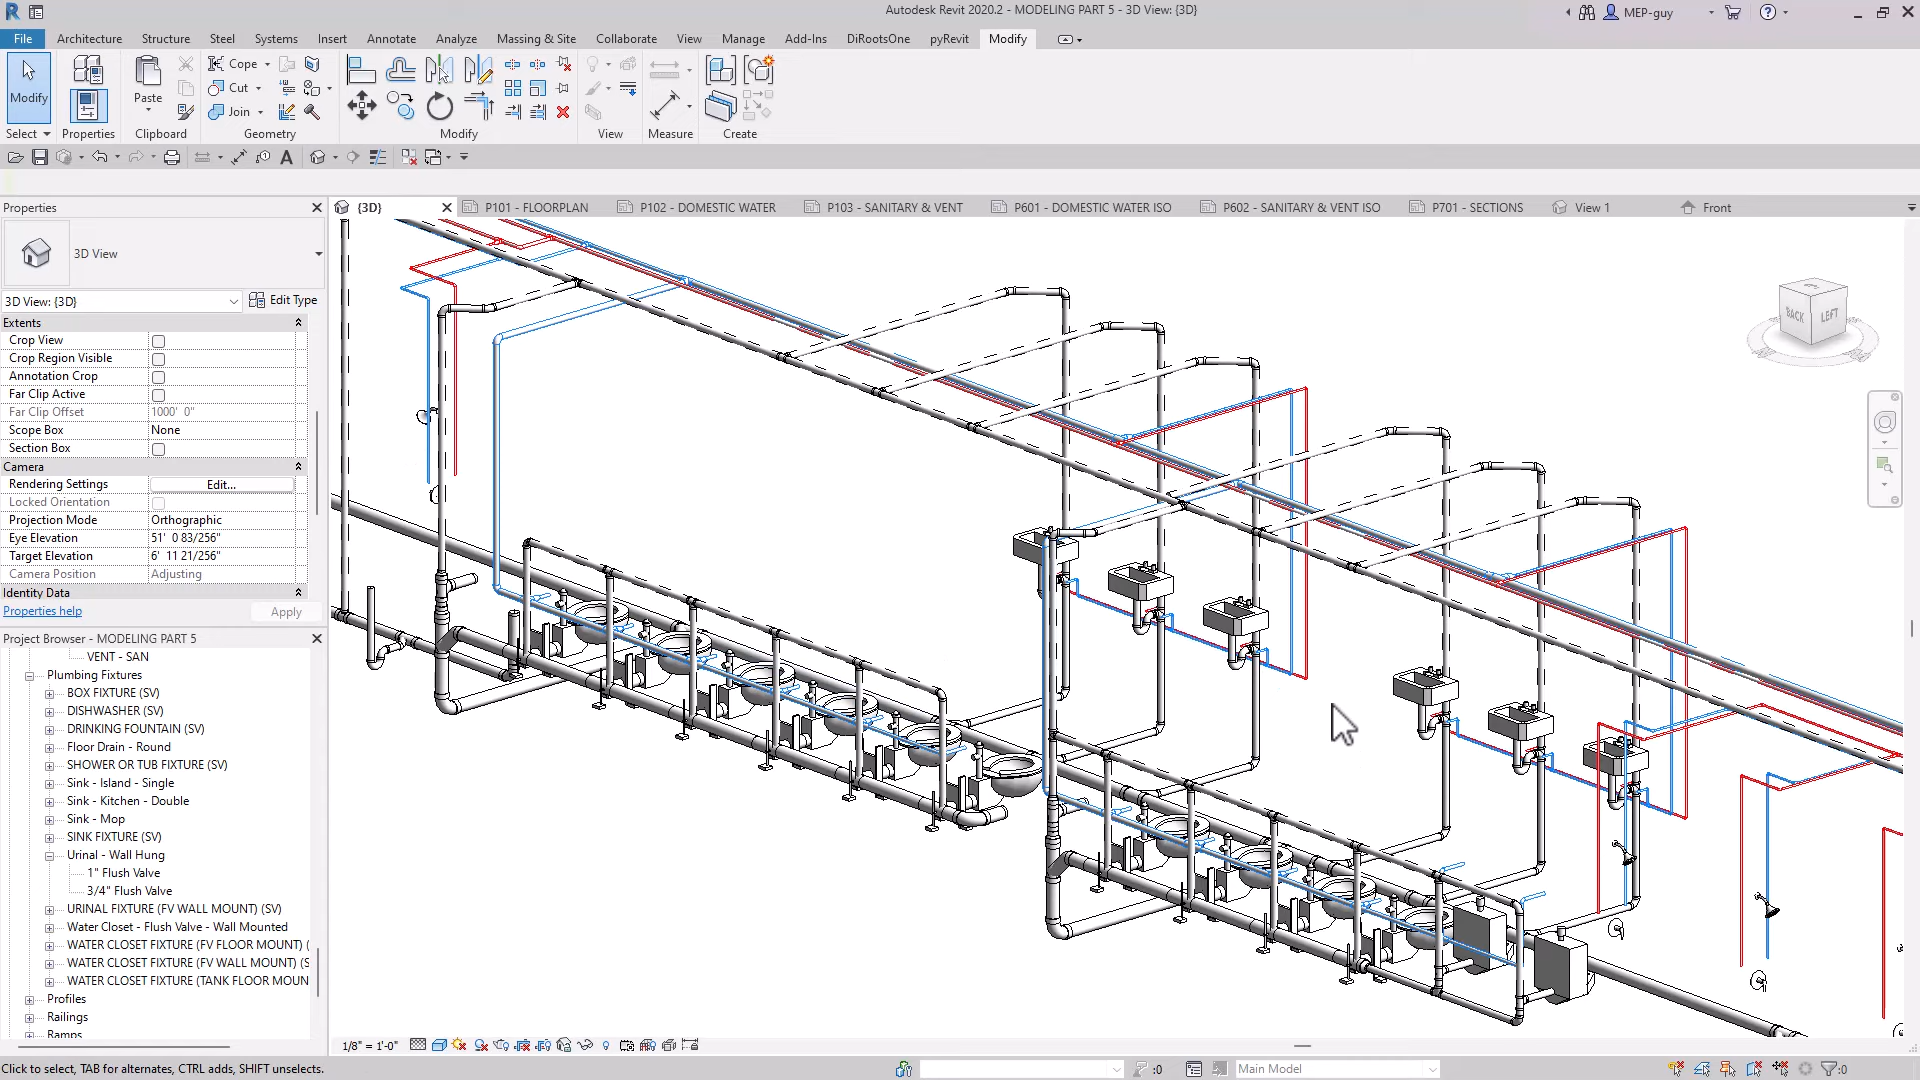 Autodesk Revit 2020.2 - MODELING PART 5 - 3D View: {3D}
MEP-guy
File Architecture Structure Steel Systems Insert Annotate Analyze Massing & Site Collaborate View Manage Add-Ins DiRootsOne pyRevit Modify
Modify
Paste
Cope
Cut
Join
Select Properties Clipboard Geometry Modify View Measure Create
Properties
{3D}
P101 - FLOORPLAN
P102 - DOMESTIC WATER
P103 - SANITARY & VENT
P601 - DOMESTIC WATER ISO
P602 - SANITARY & VENT ISO
P701 - SECTIONS
View 1
Front
3D View
3D View: {3D}
Edit Type
Extents
Crop View
Crop Region Visible
Annotation Crop
Far Clip Active
Far Clip Offset 1000' 0"
Scope Box None
Section Box
Camera
Rendering Settings Edit...
Locked Orientation
Projection Mode Orthographic
Eye Elevation 51' 0 83/256"
Target Elevation 6' 11 21/256"
Camera Position Adjusting
Identity Data
Properties help Apply
Project Browser - MODELING PART 5
VENT - SAN
Plumbing Fixtures
BOX FIXTURE (SV)
DISHWASHER (SV)
DRINKING FOUNTAIN (SV)
Floor Drain - Round
SHOWER OR TUB FIXTURE (SV)
Sink - Island - Single
Sink - Kitchen - Double
Sink - Mop
SINK FIXTURE (SV)
Urinal - Wall Hung
1" Flush Valve
3/4" Flush Valve
URINAL FIXTURE (FV WALL MOUNT) (SV)
Water Closet - Flush Valve - Wall Mounted
WATER CLOSET FIXTURE (FV FLOOR MOUNT) (
WATER CLOSET FIXTURE (FV WALL MOUNT) (S
WATER CLOSET FIXTURE (TANK FLOOR MOUN
Profiles
Railings
Ramps
BACK LEFT
1/8" = 1'-0"
Click to select, TAB for alternates, CTRL adds, SHIFT unselects.
:0
Main Model
:0